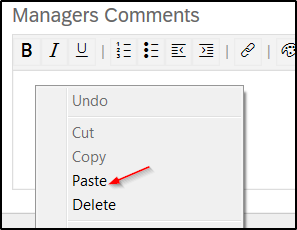 Managers Comments
B I U
Undo
Cut
Copy
Paste
Delete